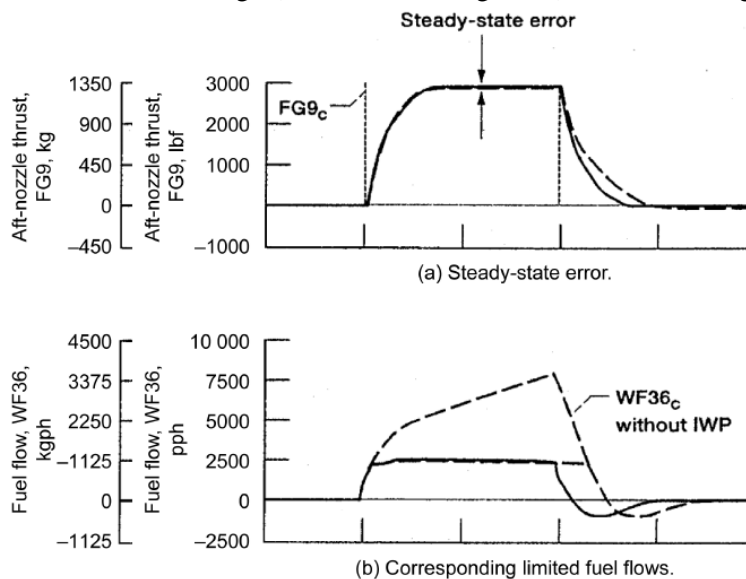 Steady-state error
Aft-nozzle thrust,
FG9, kg
1350
900
450
0
−450
Aft-nozzle thrust,
FG9, lbf
3000
2000
1000
0
−1000
FG9c
(a) Steady-state error.
Fuel flow, WF36,
kgph
4500
3375
2250
−1125
0
−1125
Fuel flow, WF36,
pph
10 000
7500
5000
2500
0
−2500
WF36c
without IWP
(b) Corresponding limited fuel flows.